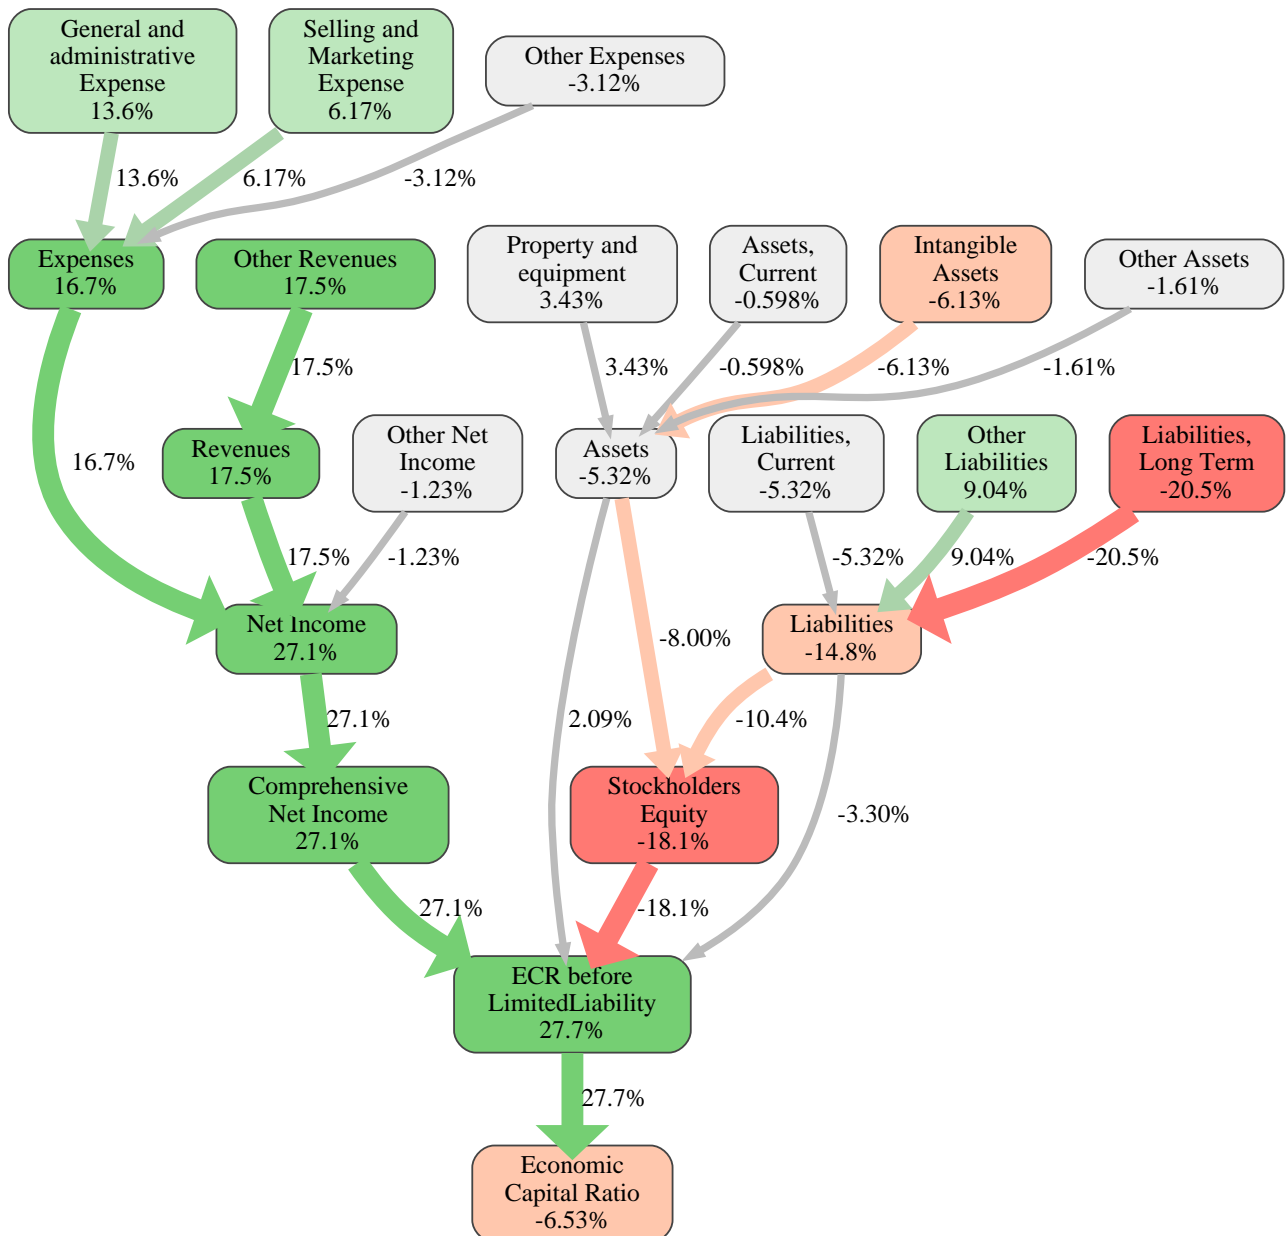 General and
administrative
Expense
13.6%
Selling and
Marketing
Expense
6.17%
Other Expenses
-3.12%
13.6%
6.17%
-3.12%
Expenses
16.7%
Other Revenues
17.5%
Property and
equipment
3.43%
Assets,
Current
-0.598%
Intangible
Assets
-6.13%
Other Assets
-1.61%
17.5%
3.43%
-0.598%
-6.13%
-1.61%
16.7%
Revenues
17.5%
Other Net
Income
-1.23%
Assets
-5.32%
Liabilities,
Current
-5.32%
Other
Liabilities
9.04%
Liabilities,
Long Term
-20.5%
17.5%
-1.23%
-5.32%
9.04%
-20.5%
Net Income
27.1%
-8.00%
Liabilities
-14.8%
27.1%
2.09%
-10.4%
Comprehensive
Net Income
27.1%
Stockholders
Equity
-18.1%
-3.30%
27.1%
-18.1%
ECR before
LimitedLiability
27.7%
27.7%
Economic
Capital Ratio
-6.53%